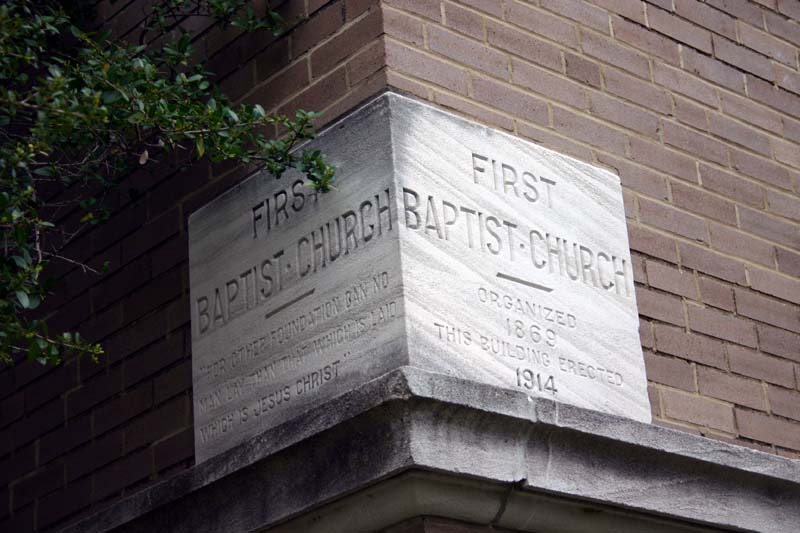 FIRST
BAPTIST·CHURCH
"FOR OTHER FOUNDATION CAN NO
MAN LAY THAN THAT WHICH IS LAID
WHICH IS JESUS CHRIST"
FIRST
BAPTIST·CHURCH
ORGANIZED
1869
THIS BUILDING ERECTED
1914